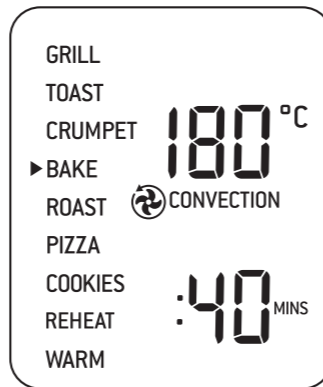 GRILL
TOAST
CRUMPET
▶BAKE
ROAST
PIZZA
COOKIES
REHEAT
WARM
180 °C
CONVECTION
:40 MINS